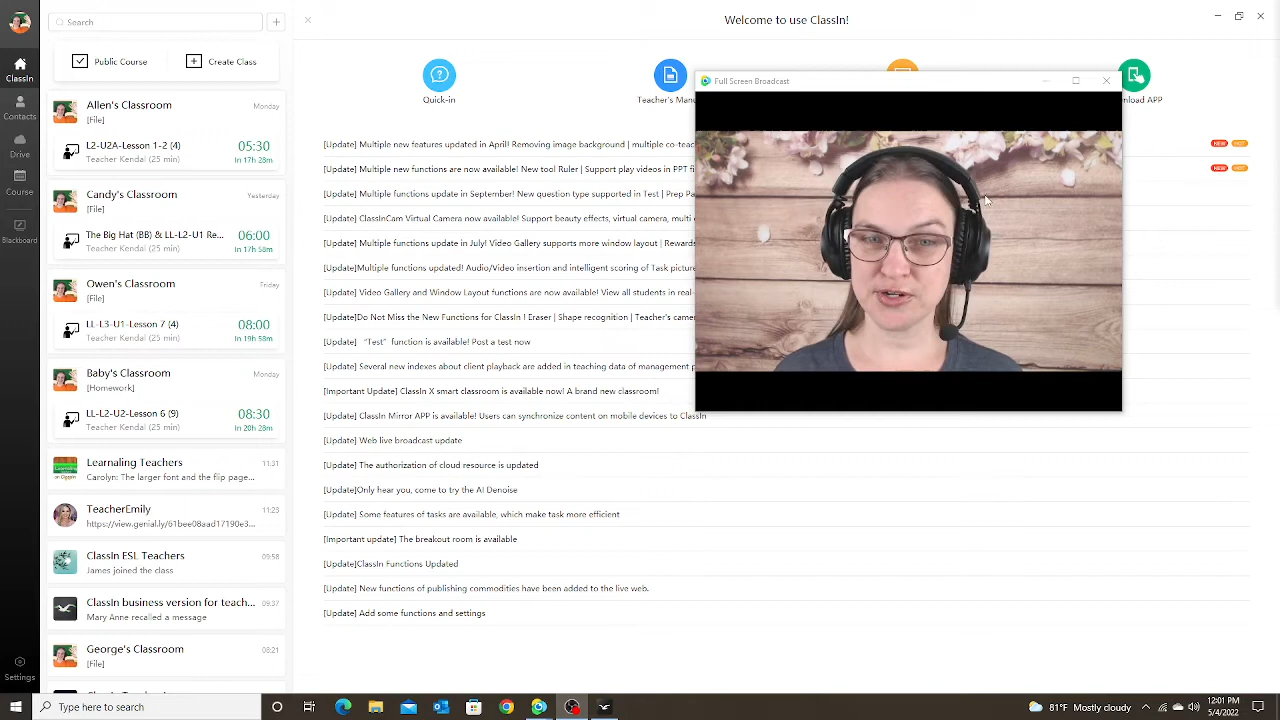 Search
Welcome to use ClassIn!
Public Course
Create Class
ClassIn
Contacts
Drive
Course
Blackboard
Settings
Allen's Classroom
Monday
[File]
L2-U2A-Lesson 1-2 (4)
05:30
Teacher Kendal (25 min)
In 17h 28m
Candy's Classroom
Yesterday
[File]
The Big Hat (BB) & LL-L2-U1 Re...
06:00
Teacher Kendal (25 min)
In 17h 58m
Owen's Classroom
Friday
[File]
LL-L3-U1-Lesson 7 (4)
08:00
Teacher Kendal (25 min)
In 19h 58m
Baby's Classroom
Monday
[Homework]
LL-L2-U2-Lesson 6 (9)
08:30
Teacher Kendal (25 min)
In 20h 28m
Learnaling Teachers
11:31
Carolyn: The larger font and the flip page...
TeacherEmily
11:23
https://view.genial.ly/61bee08aad17190e3...
ClassIn ESL Teachers
09:58
James joined the class
ClassIn business version for teach...
09:37
Mary Anne recalled a message
George's Classroom
08:21
[File]
Quick-in
Teacher's Manu
nload APP
Full Screen Broadcast
[Update] Multiple new features updated in April! Removing image background | multiple co-teac
NEW HOT
[Update] Multiple new functions are now available! New tool Ruler | Support play videos in PPT fi
NEW HOT
[Update] Multiple functions update in September! New question type supported in Test | Prep Pa
[Update] ClassInCam Virtual Camera now available! Support beauty effects, virtual camera, multi
[Update] Multiple functions update in July! Video Gallery supports more window layout | Rewards
[Update]Multiple functions updated! Audio/Video insertion and intelligent scoring of Task picture
[Update] Video Gallery and Window Layout functions are now available! View all students in real-
[Update]Do Not Miss the New Functions for ClassIn ! Eraser | Shape recognition | Teacher's camer
[Update] "Test" function is available! Post a test now
[Update] Several new indexes about client playback are added in teaching data of management p
[Important Update] ClassIn X smart classroom is available now! A brand new classroom!
[Update] ClassIn Mirror APP is available! Users can synchronize content on mobile devices to ClassIn
[Update] Web live broadcast update
[Update] The authorization of cloud resource is updated
[Update]Only hear you, come to try the AI Denoise
[Update] Some features of tasks are available, which make task more efficient
[Important update] The breakout room is available
[Update]ClassIn Functions Updated
[Update] New functions of publishing commodities have been added to the live web.
[Update] Add some functions and settings
Type here to search
81°F Mostly cloudy
12:01 PM
5/4/2022